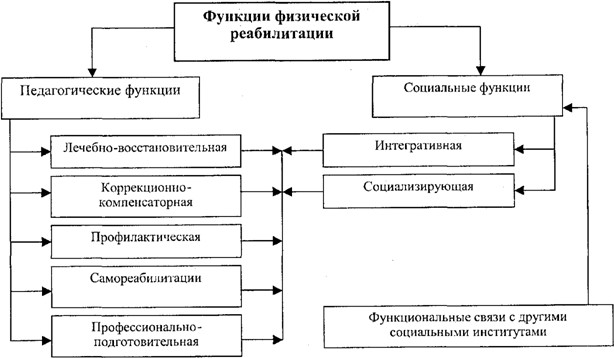 Функции физической
реабилитации
Педагогические функции
Социальные функции
Лечебно-восстановительная
Интегративная
Коррекционно-
компенсаторная
Социализирующая
Профилактическая
Самореабилитации
Профессионально-
подготовительная
Функциональные связи с другими
социальными институтами